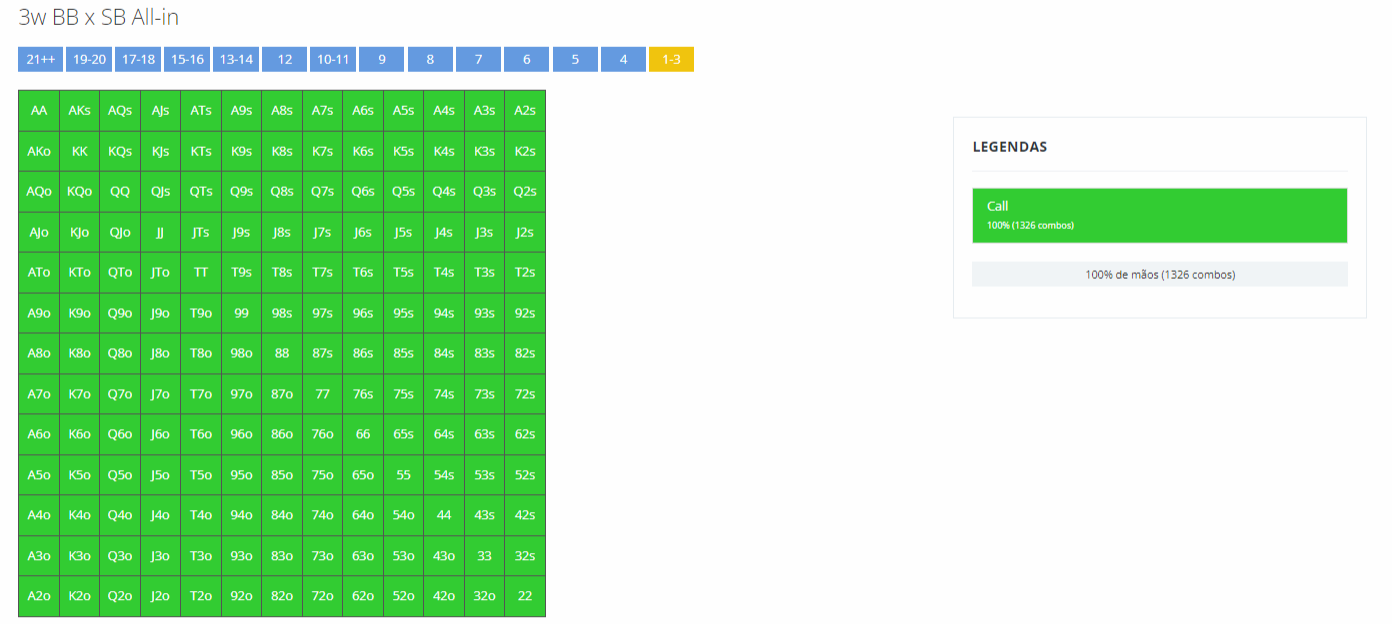 3w BB x SB All-in
21++ 19-20 17-18 15-16 13-14 12 10-11 9 8 7 6 5 4 1-3
AA AKs AQs AJs ATs A9s A8s A7s A6s A5s A4s A3s A2s
AKo KK KQs KJs KTs K9s K8s K7s K6s K5s K4s K3s K2s
AQo KQo QQ QJs QTs Q9s Q8s Q7s Q6s Q5s Q4s Q3s Q2s
AJo KJo QJo JJ JTs J9s J8s J7s J6s J5s J4s J3s J2s
ATo KTo QTo JTo TT T9s T8s T7s T6s T5s T4s T3s T2s
A9o K9o Q9o J9o T9o 99 98s 97s 96s 95s 94s 93s 92s
A8o K8o Q8o J8o T8o 98o 88 87s 86s 85s 84s 83s 82s
A7o K7o Q7o J7o T7o 97o 87o 77 76s 75s 74s 73s 72s
A6o K6o Q6o J6o T6o 96o 86o 76o 66 65s 64s 63s 62s
A5o K5o Q5o J5o T5o 95o 85o 75o 65o 55 54s 53s 52s
A4o K4o Q4o J4o T4o 94o 84o 74o 64o 54o 44 43s 42s
A3o K3o Q3o J3o T3o 93o 83o 73o 63o 53o 43o 33 32s
A2o K2o Q2o J2o T2o 92o 82o 72o 62o 52o 42o 32o 22
LEGENDAS
Call
100% (1326 combos)
100% de mãos (1326 combos)